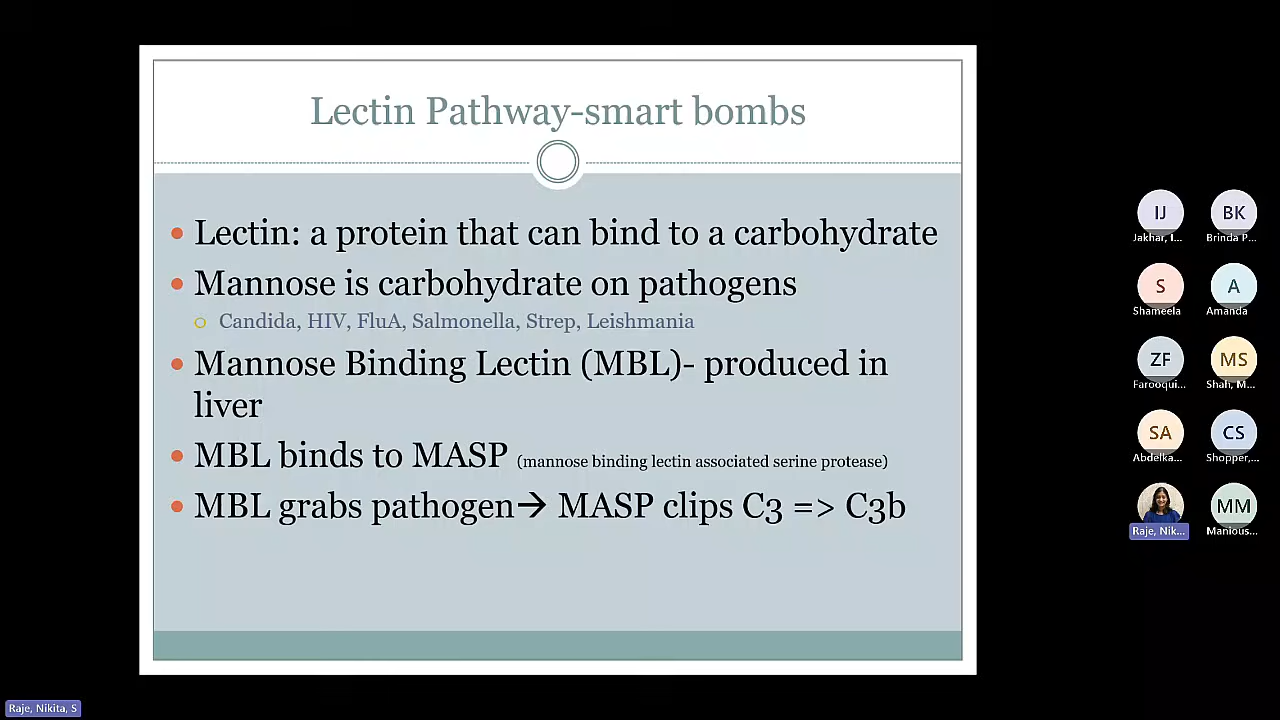 Lectin Pathway-smart bombs
• Lectin: a protein that can bind to a carbohydrate
• Mannose is carbohydrate on pathogens
○ Candida, HIV, FluA, Salmonella, Strep, Leishmania
• Mannose Binding Lectin (MBL)- produced in
liver
• MBL binds to MASP (mannose binding lectin associated serine protease)
• MBL grabs pathogen→ MASP clips C3 => C3b
IJ
Jakhar, I...
BK
Brinda P...
S
Shameela
A
Amanda
ZF
Farooqui...
MS
Shah, M...
SA
Abdelka...
CS
Shopper,...
Raje, Nik...
MM
Manious...
Raje, Nikita, S